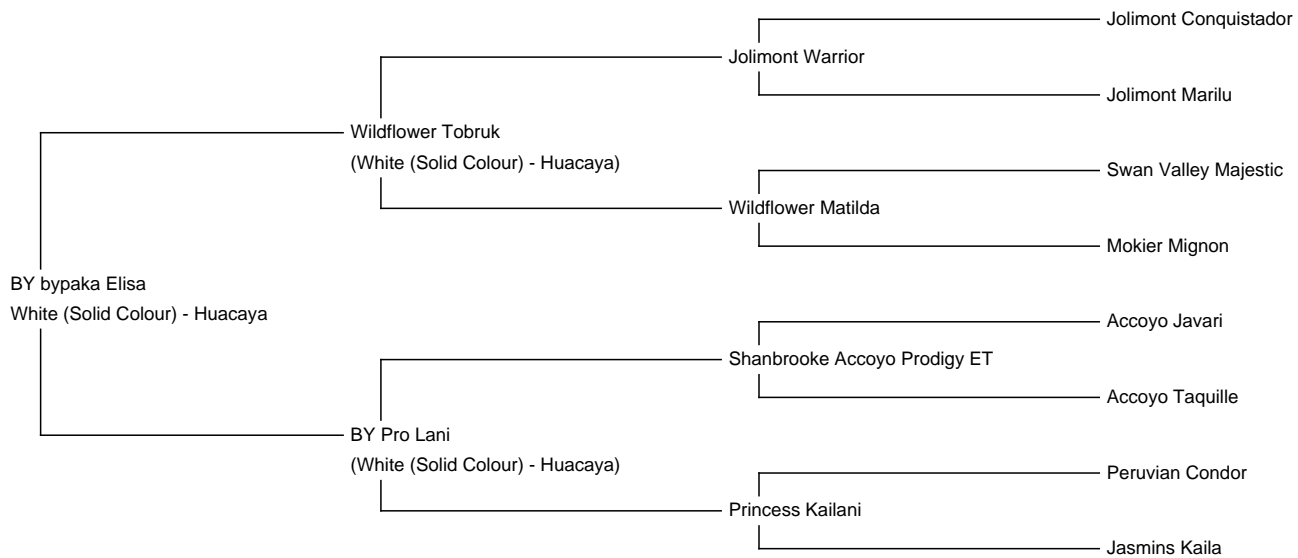 Jolimont Conquistador
Jolimont Warrior
Jolimont Marilu
Wildflower Tobruk
(White (Solid Colour) - Huacaya)
Swan Valley Majestic
Wildflower Matilda
Mokier Mignon
BY bypaka Elisa
White (Solid Colour) - Huacaya
Accoyo Javari
Shanbrooke Accoyo Prodigy ET
Accoyo Taquille
BY Pro Lani
(White (Solid Colour) - Huacaya)
Peruvian Condor
Princess Kailani
Jasmins Kaila